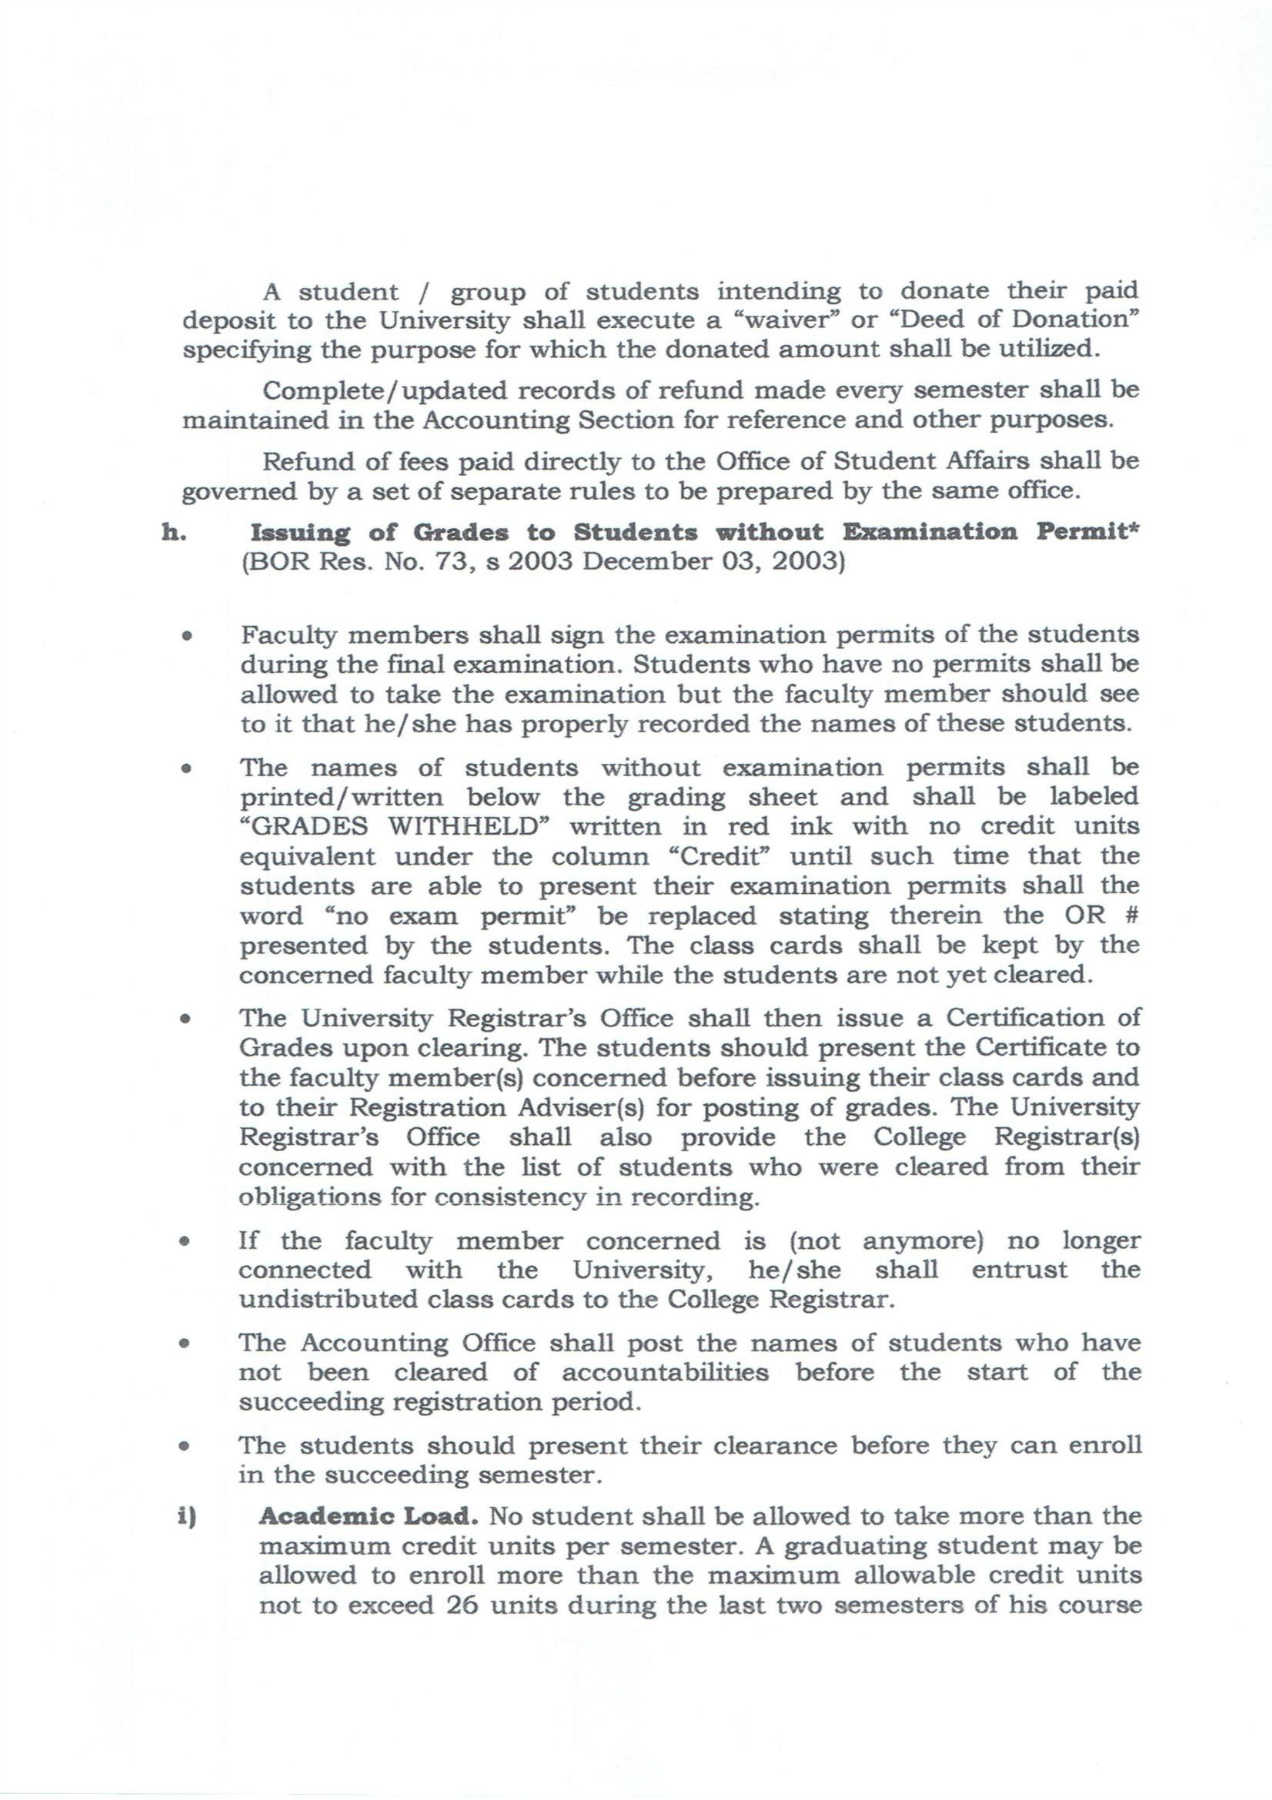 A student / group of students intending to donate their paid
deposit to the University shall execute a “waiver” or “Deed of Donation”
specifying the purpose for which the donated amount shall be utilized.
Complete/updated records of refund made every semester shall be
maintained in the Accounting Section for reference and other purposes.
Refund of fees paid directly to the Office of Student Affairs shall be
governed by a set of separate rules to be prepared by the same office.
h. Issuing of Grades to Students without Examination Permit*
(BOR Res. No. 73, s 2003 December 03, 2003)
• Faculty members shall sign the examination permits of the students
during the final examination. Students who have no permits shall be
allowed to take the examination but the faculty member should see
to it that he/she has properly recorded the names of these students.
• The names of students without examination permits shall be
printed/written below the grading sheet and shall be labeled
“GRADES WITHHELD” written in red ink with no credit units
equivalent under the column “Credit” until such time that the
students are able to present their examination permits shall the
word “no exam permit” be replaced stating therein the OR #
presented by the students. The class cards shall be kept by the
concerned faculty member while the students are not yet cleared.
• The University Registrar’s Office shall then issue a Certification of
Grades upon clearing. The students should present the Certificate to
the faculty member(s) concerned before issuing their class cards and
to their Registration Adviser(s) for posting of grades. The University
Registrar’s Office shall also provide the College Registrar(s)
concerned with the list of students who were cleared from their
obligations for consistency in recording.
• If the faculty member concerned is (not anymore) no longer
connected with the University, he/she shall entrust the
undistributed class cards to the College Registrar.
• The Accounting Office shall post the names of students who have
not been cleared of accountabilities before the start of the
succeeding registration period.
• The students should present their clearance before they can enroll
in the succeeding semester.
i) Academic Load. No student shall be allowed to take more than the
maximum credit units per semester. A graduating student may be
allowed to enroll more than the maximum allowable credit units
not to exceed 26 units during the last two semesters of his course